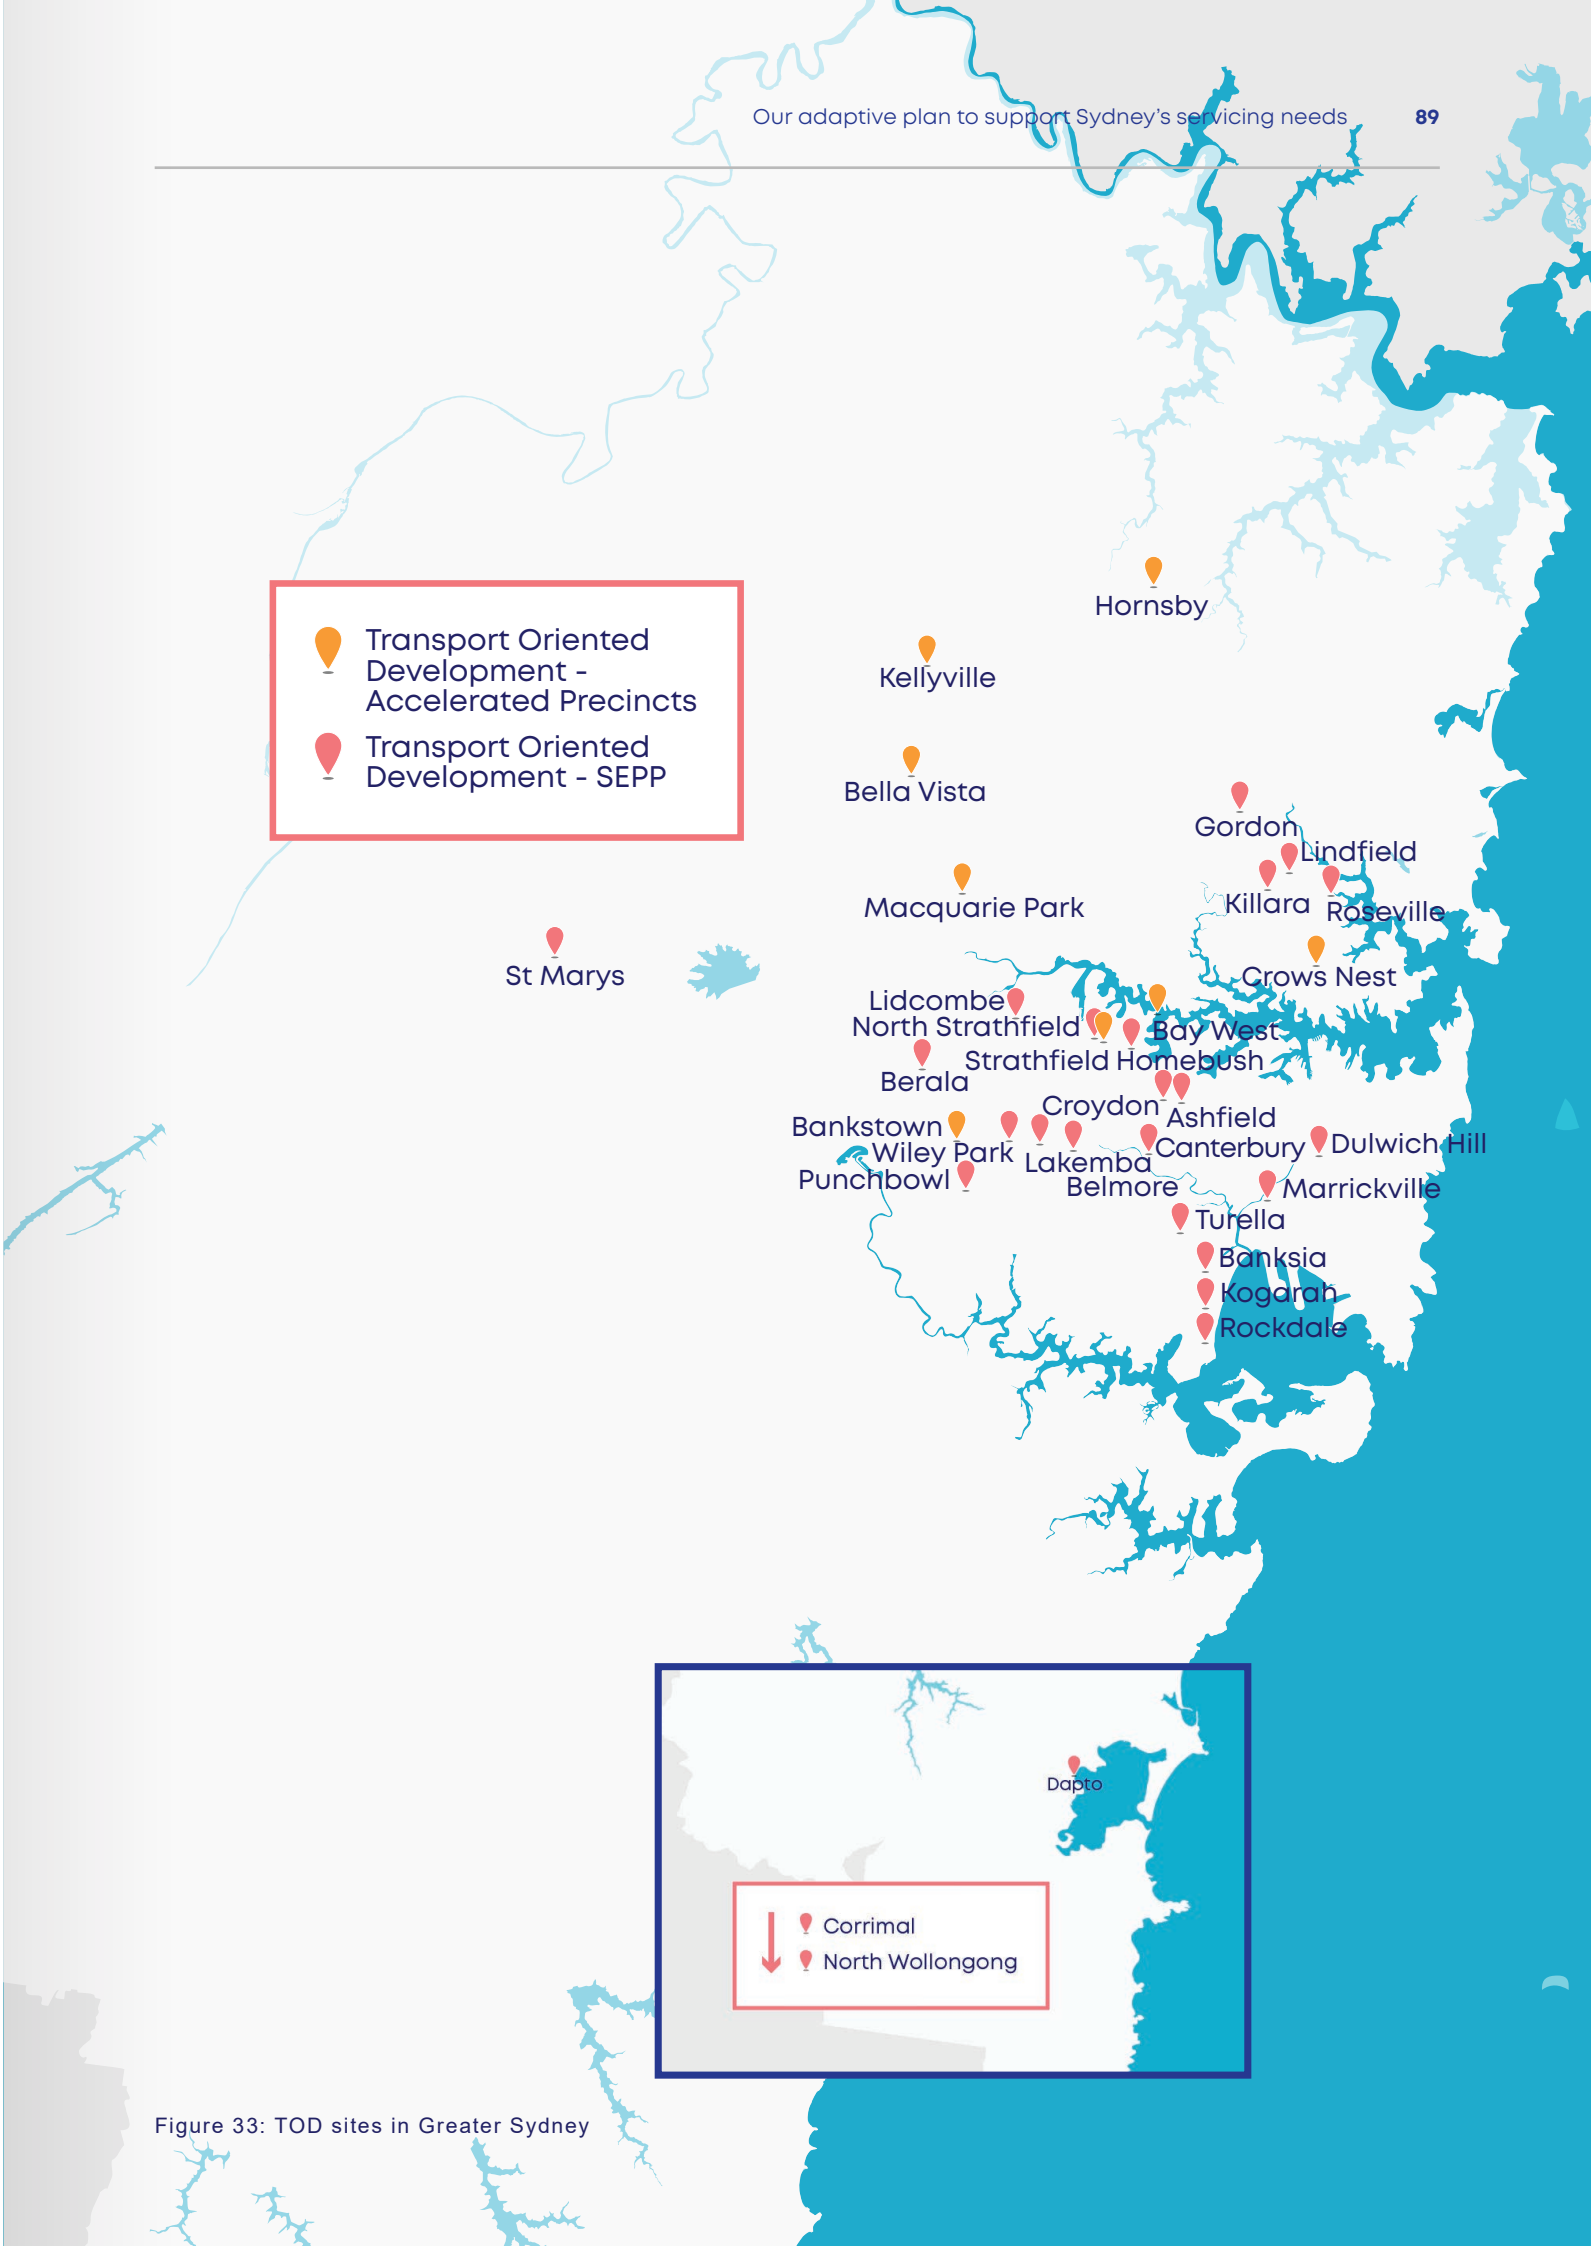 Our adaptive plan to support Sydney's servicing needs 89
Hornsby
Transport Oriented
Development -
Accelerated Precincts
Transport Oriented
Development - SEPP
Kellyville
Bella Vista
Gordon
Lindfield
Killara
Roseville
Macquarie Park
St Marys
Crows Nest
Lidcombe
North Strathfield
Bay West
Strathfield
Homebush
Berala
Croydon
Ashfield
Bankstown
Wiley Park
Lakemba
Canterbury
Dulwich Hill
Punchbowl
Belmore
Marrickville
Turella
Banksia
Kogarah
Rockdale
Dapto
Corrimal
North Wollongong
Figure 33: TOD sites in Greater Sydney